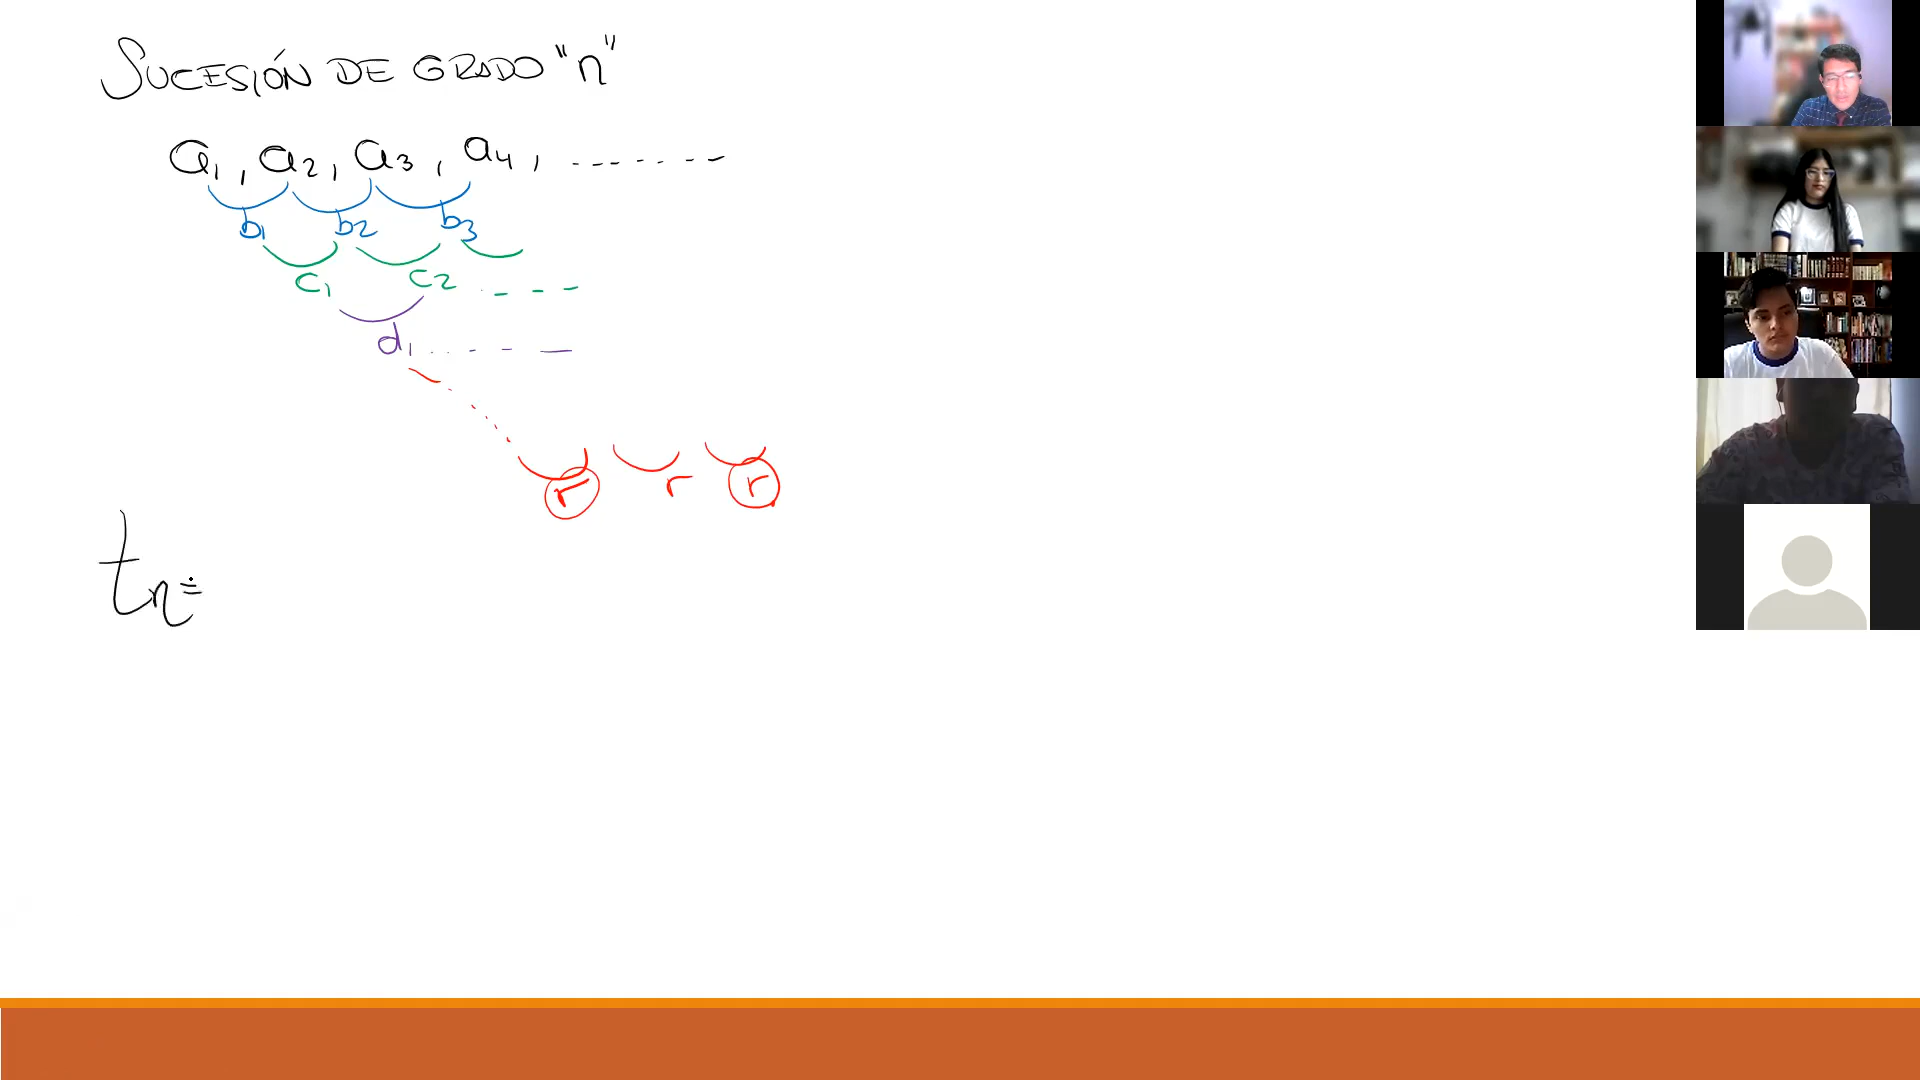 SUCESIÓN DE GRADO "n"
a1, a2, a3, a4, .......
b1 b2 b3
c1 c2 ....
d1 .....
r r r
tn=